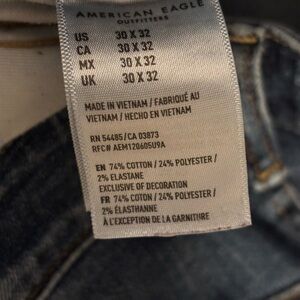 AMERICAN EAGLE
OUTFITTERS
US 30 X 32
CA 30 X 32
MX 30 X 32
UK 30 X 32
MADE IN VIETNAM / FABRIQUÉ AU
VIETNAM / HECHO EN VIETNAM
RN 54485 / CA 03873
RFC# AEM120605U9A
EN 74% COTTON / 24% POLYESTER /
2% ELASTANE
EXCLUSIVE OF DECORATION
FR 74% COTON / 24% POLYESTER /
2% ÉLASTHANNE
À L'EXCEPTION DE LA GARNITURE